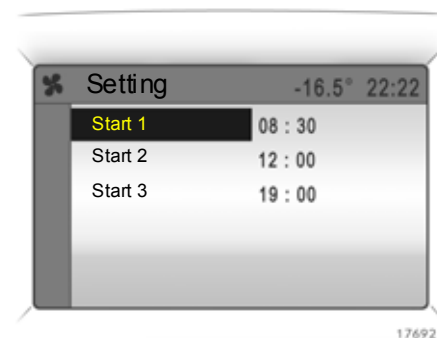 Setting -16.5° 22:22
Start 1 08 : 30
Start 2 12 : 00
Start 3 19 : 00
17692